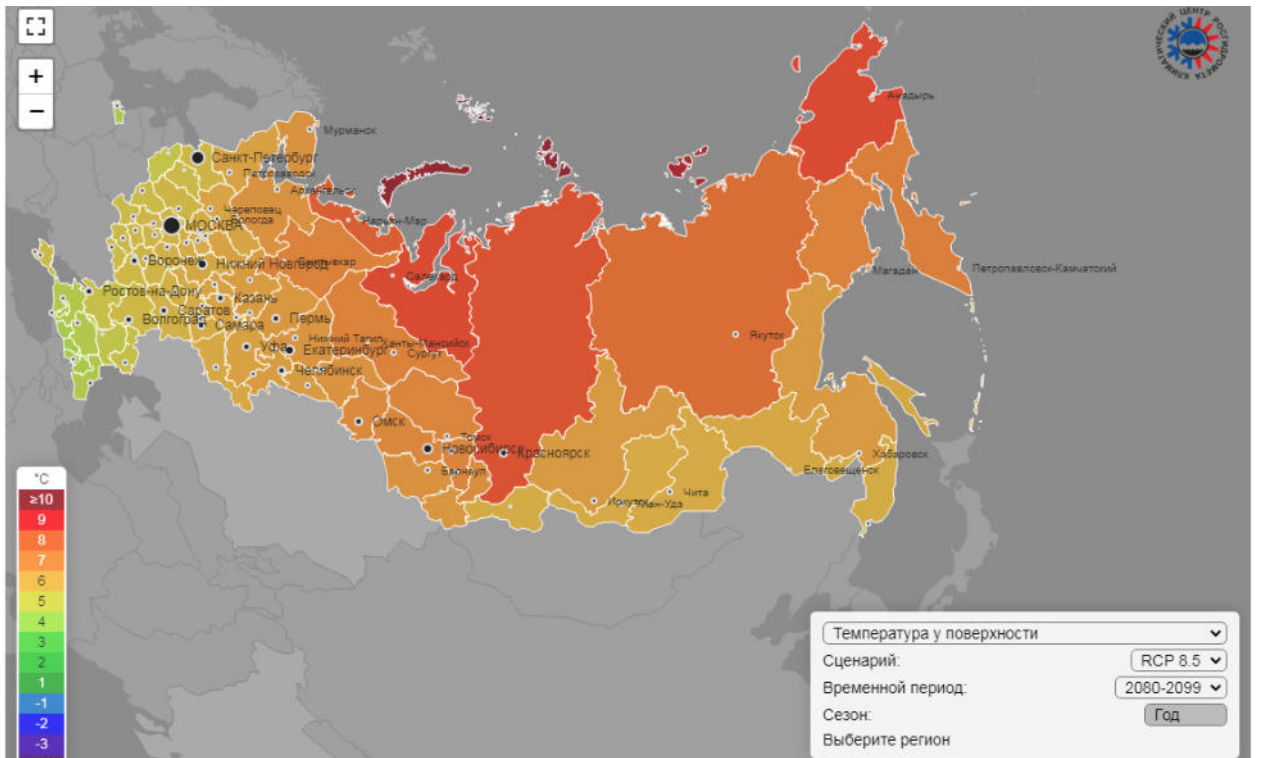 КЛИМАТИЧЕСКИЙ ЦЕНТР РОСГИДРОМЕТА
+
−
Анадырь
Мурманск
Санкт-Петербург
Петрозаводск
Архангельск
Череповец
Вологда
Нарьян-Мар
МОСКВА
Воронеж
Нижний Новгород
Сыктывкар
Салехард
Магадан
Петропавловск-Камчатский
Ростов-на-Дону
Казань
Саратов
Волгоград
Самара
Пермь
Якутск
Нижний Тагил
Ханты-Мансийск
Уфа
Екатеринбург
Сургут
Челябинск
Омск
Томск
Новосибирск
Красноярск
Хабаровск
Барнаул
Благовещенск
Чита
Иркутск
Улан-Удэ
°C
≥10
9
8
7
6
5
4
3
2
1
-1
-2
-3
Температура у поверхности
Сценарий: RCP 8.5
Временной период: 2080-2099
Сезон: Год
Выберите регион